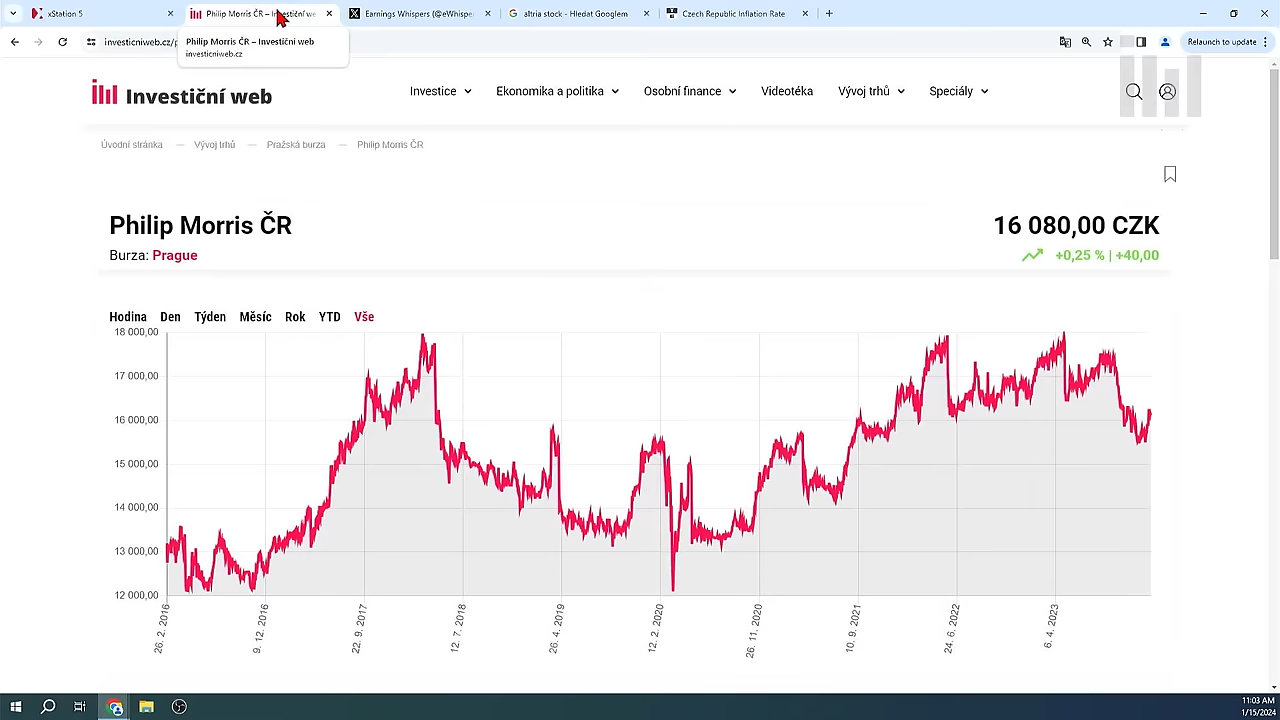 xStation 5
Philip Morris ČR – Investiční we
Earnings Whispers (@eWhispe
altria stock - Hledat Googlem
Czech Republic Inflation Rate
investicniweb.cz/p
Relaunch to update
Philip Morris ČR – Investiční web
investicniweb.cz
Investiční web
Investice
Ekonomika a politika
Osobní finance
Videotéka
Vývoj trhů
Speciály
Úvodní stránka — Vývoj trhů — Pražská burza — Philip Morris ČR
Philip Morris ČR
16 080,00 CZK
Burza: Prague
+0,25 % | +40,00
Hodina Den Týden Měsíc Rok YTD Vše
18 000,00
17 000,00
16 000,00
15 000,00
14 000,00
13 000,00
12 000,00
26. 2. 2016
9. 12. 2016
22. 9. 2017
12. 7. 2018
26. 4. 2019
12. 2. 2020
26. 11. 2020
10. 9. 2021
24. 6. 2022
6. 4. 2023
11:03 AM
1/15/2024